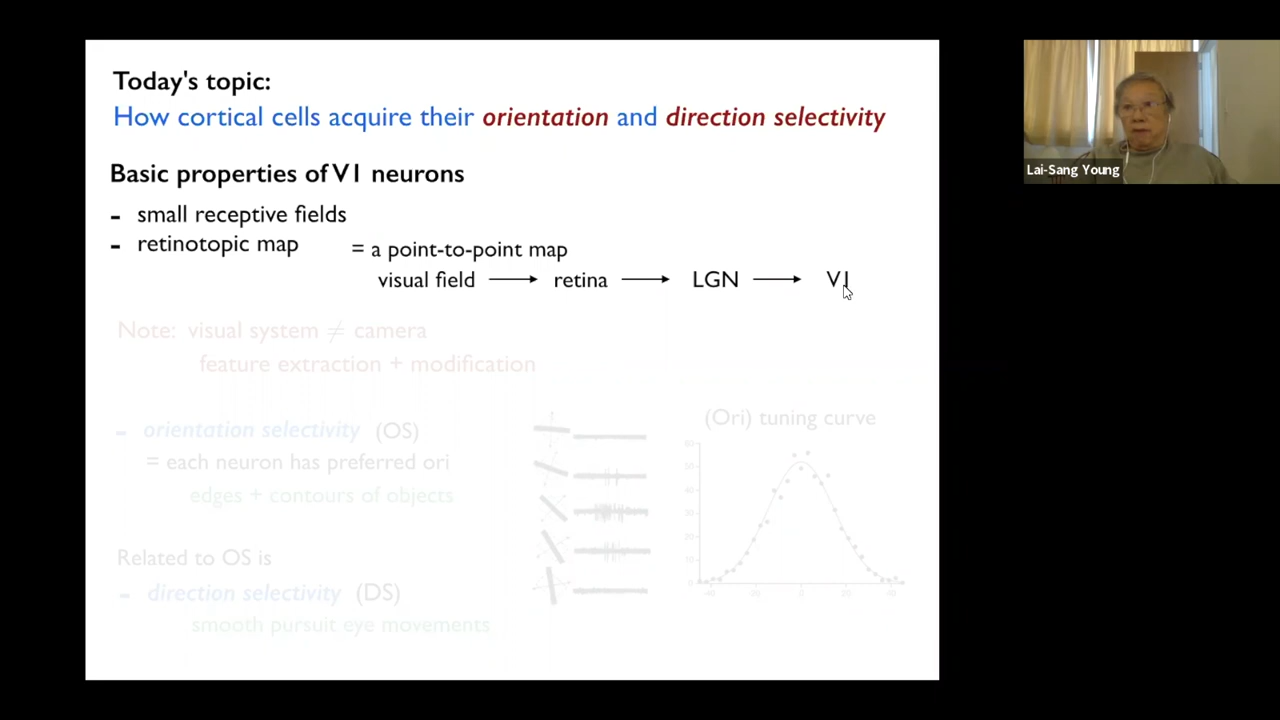 Today's topic:
How cortical cells acquire their orientation and direction selectivity
Basic properties of V1 neurons
- small receptive fields
- retinotopic map = a point-to-point map
visual field → retina → LGN → V1
Note: visual system ≠ camera
feature extraction + modification
- orientation selectivity (OS)
= each neuron has preferred ori
edges + contours of objects
(Ori) tuning curve
Related to OS is
- direction selectivity (DS)
smooth pursuit eye movements
Lai-Sang Young